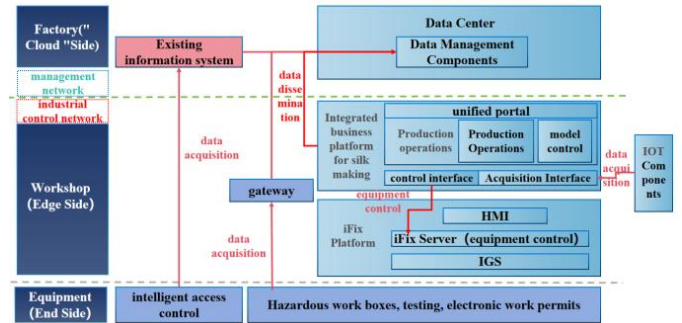 Factory("
Cloud "Side)
management
network
industrial
control network
Workshop
(Edge Side)
Equipment
(End Side)
Existing
information system
data
acquisition
gateway
data
acquisition
intelligent access
control
Hazardous work boxes, testing, electronic work permits
data
disse
mina
tion
Data Center
Data Management
Components
Integrated
business
platform
for silk
making
unified portal
Production
operations
Production
Operations
model
control
control interface
Acquisition Interface
equipment
control
data
acqui
sition
IOT
Com
pone
nts
iFix
Platform
HMI
iFix Server（equipment control）
IGS